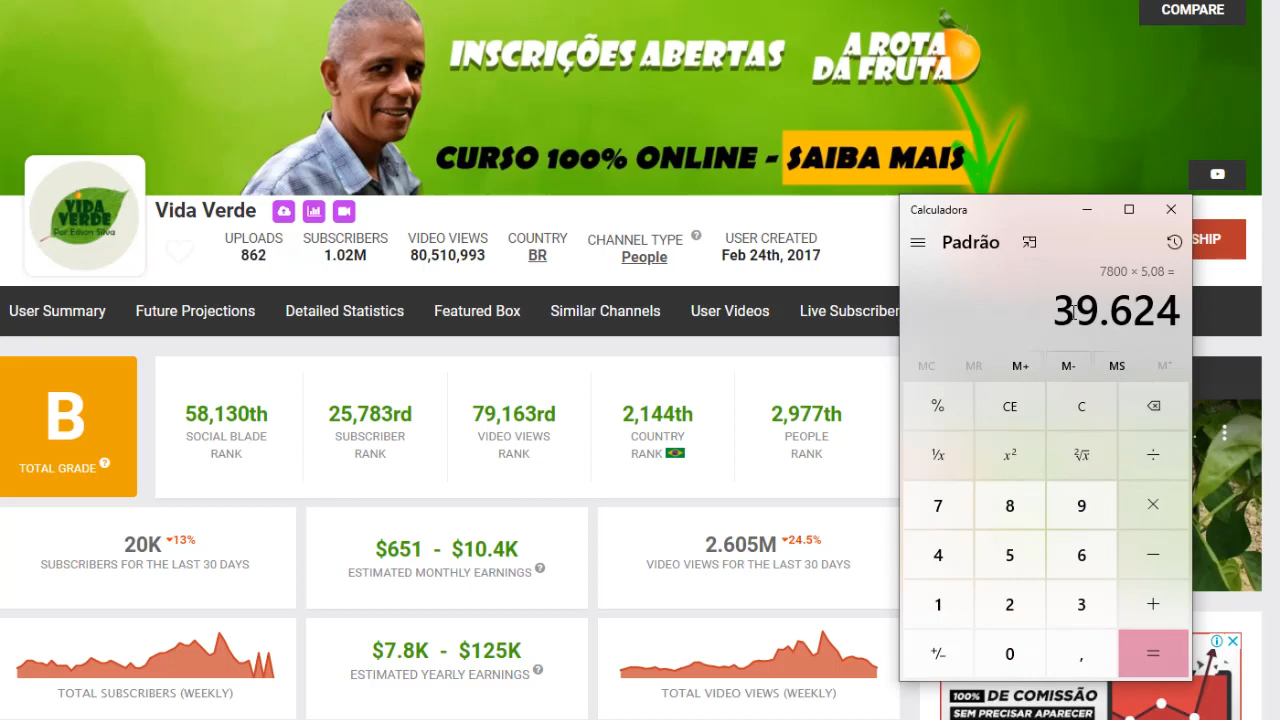 COMPARE
INSCRIÇÕES ABERTAS
A ROTA
DA FRUTA
CURSO 100% ONLINE - SAIBA MAIS
VIDA
VERDE
Por Edson Silva
Vida Verde
UPLOADS
862
SUBSCRIBERS
1.02M
VIDEO VIEWS
80,510,993
COUNTRY
BR
CHANNEL TYPE ?
People
USER CREATED
Feb 24th, 2017
SHIP
User Summary
Future Projections
Detailed Statistics
Featured Box
Similar Channels
User Videos
Live Subscriber
B
TOTAL GRADE ?
58,130th
SOCIAL BLADE
RANK
25,783rd
SUBSCRIBER
RANK
79,163rd
VIDEO VIEWS
RANK
2,144th
COUNTRY
RANK
2,977th
PEOPLE
RANK
20K 13%
SUBSCRIBERS FOR THE LAST 30 DAYS
$651 - $10.4K
ESTIMATED MONTHLY EARNINGS ?
2.605M 24.5%
VIDEO VIEWS FOR THE LAST 30 DAYS
TOTAL SUBSCRIBERS (WEEKLY)
$7.8K - $125K
ESTIMATED YEARLY EARNINGS ?
TOTAL VIDEO VIEWS (WEEKLY)
Calculadora
Padrão
7800 × 5,08 =
39.624
MC MR M+ M- MS M˅
% CE C
¹/x x² ²√x ÷
7 8 9 ×
4 5 6 −
1 2 3 +
+/− 0 , =
100% DE COMISSÃO
SEM PRECISAR APARECER